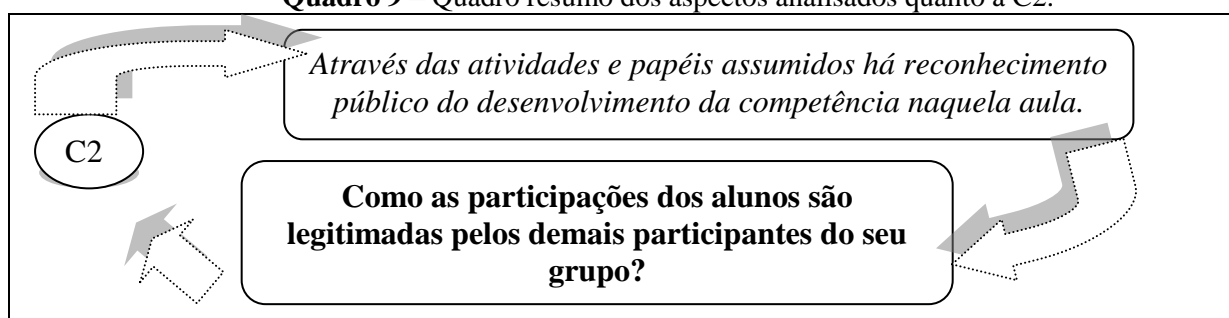 Quadro 9 – Quadro resumo dos aspectos analisados quanto à C2.
Através das atividades e papéis assumidos há reconhecimento
público do desenvolvimento da competência naquela aula.
C2
Como as participações dos alunos são
legitimadas pelos demais participantes do seu
grupo?